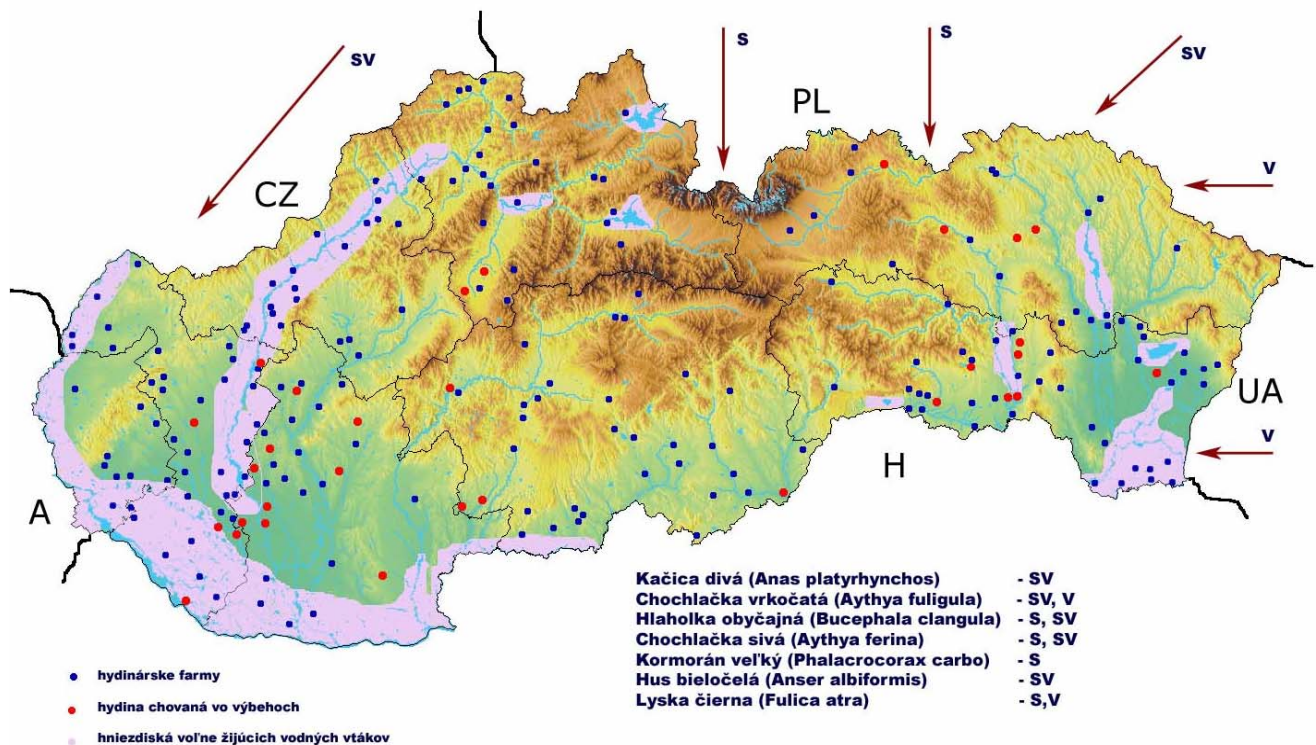 SV
S
S
SV
PL
CZ
V
UA
V
H
A
Kačica divá (Anas platyrhynchos) - SV
Chochlačka vrkočatá (Aythya fuligula) - SV, V
Hlaholka obyčajná (Bucephala clangula) - S, SV
Chochlačka sivá (Aythya ferina) - S, SV
Kormorán veľký (Phalacrocorax carbo) - S
Hus bieločelá (Anser albiformis) - SV
Lyska čierna (Fulica atra) - S,V
hydinárske farmy
hydina chovaná vo výbehoch
hniezdiská voľne žijúcich vodných vtákov